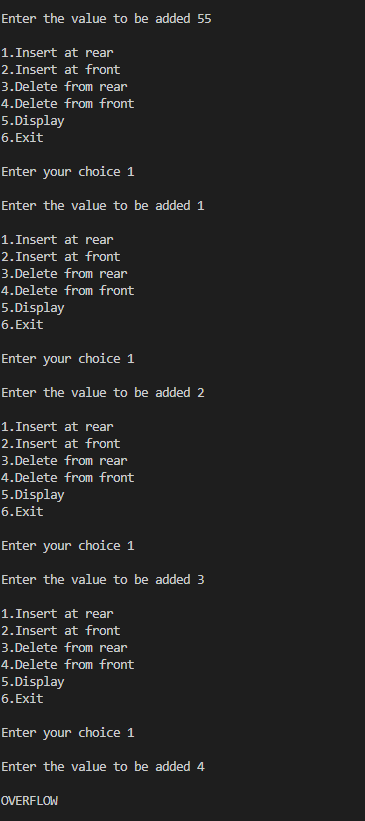 Enter the value to be added 55
1.Insert at rear
2.Insert at front
3.Delete from rear
4.Delete from front
5.Display
6.Exit
Enter your choice 1
Enter the value to be added 1
1.Insert at rear
2.Insert at front
3.Delete from rear
4.Delete from front
5.Display
6.Exit
Enter your choice 1
Enter the value to be added 2
1.Insert at rear
2.Insert at front
3.Delete from rear
4.Delete from front
5.Display
6.Exit
Enter your choice 1
Enter the value to be added 3
1.Insert at rear
2.Insert at front
3.Delete from rear
4.Delete from front
5.Display
6.Exit
Enter your choice 1
Enter the value to be added 4
OVERFLOW